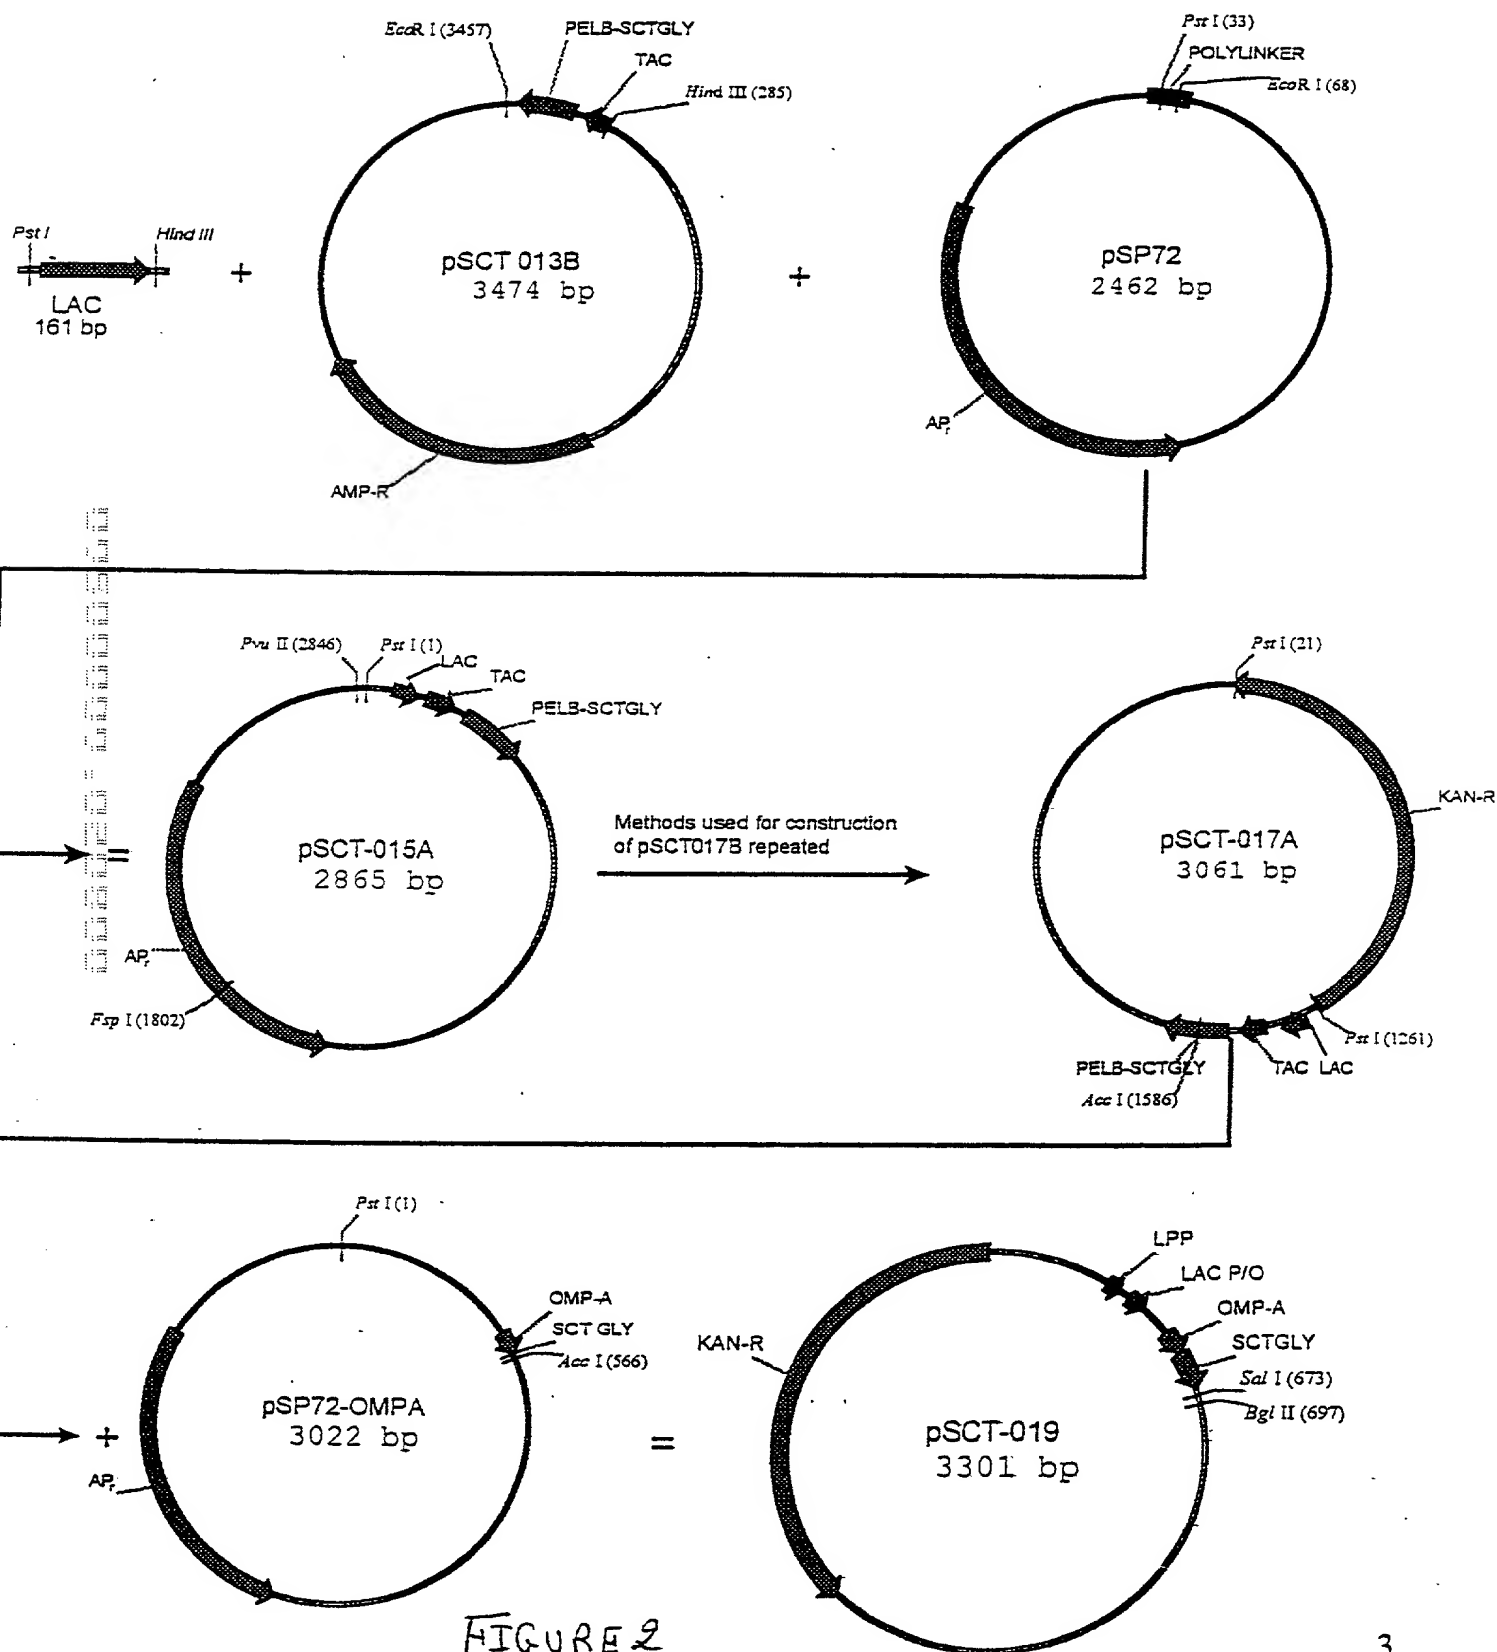 EcoR I (3457)
PELB-SCTGLY
TAC
Hind III (285)
Pst I (33)
POLYLINKER
EcoR I (68)
Pst I
Hind III
LAC
161 bp
+
pSCT 013B
3474 bp
+
pSP72
2462 bp
AMP-R
APr
Pvu II (2846)
Pst I (1)
LAC
TAC
PELB-SCTGLY
=
pSCT-015A
2865 bp
APr
Fsp I (1802)
Methods used for construction
of pSCT017B repeated
Pst I (21)
KAN-R
pSCT-017A
3061 bp
Pst I (1261)
PELB-SCTGLY
TAC LAC
Acc I (1586)
Pst I (1)
OMP-A
SCT GLY
Acc I (566)
+
pSP72-OMPA
3022 bp
APr
=
LPP
LAC P/O
OMP-A
SCTGLY
Sal I (673)
Bgl II (697)
KAN-R
pSCT-019
3301 bp
FIGURE 2
3